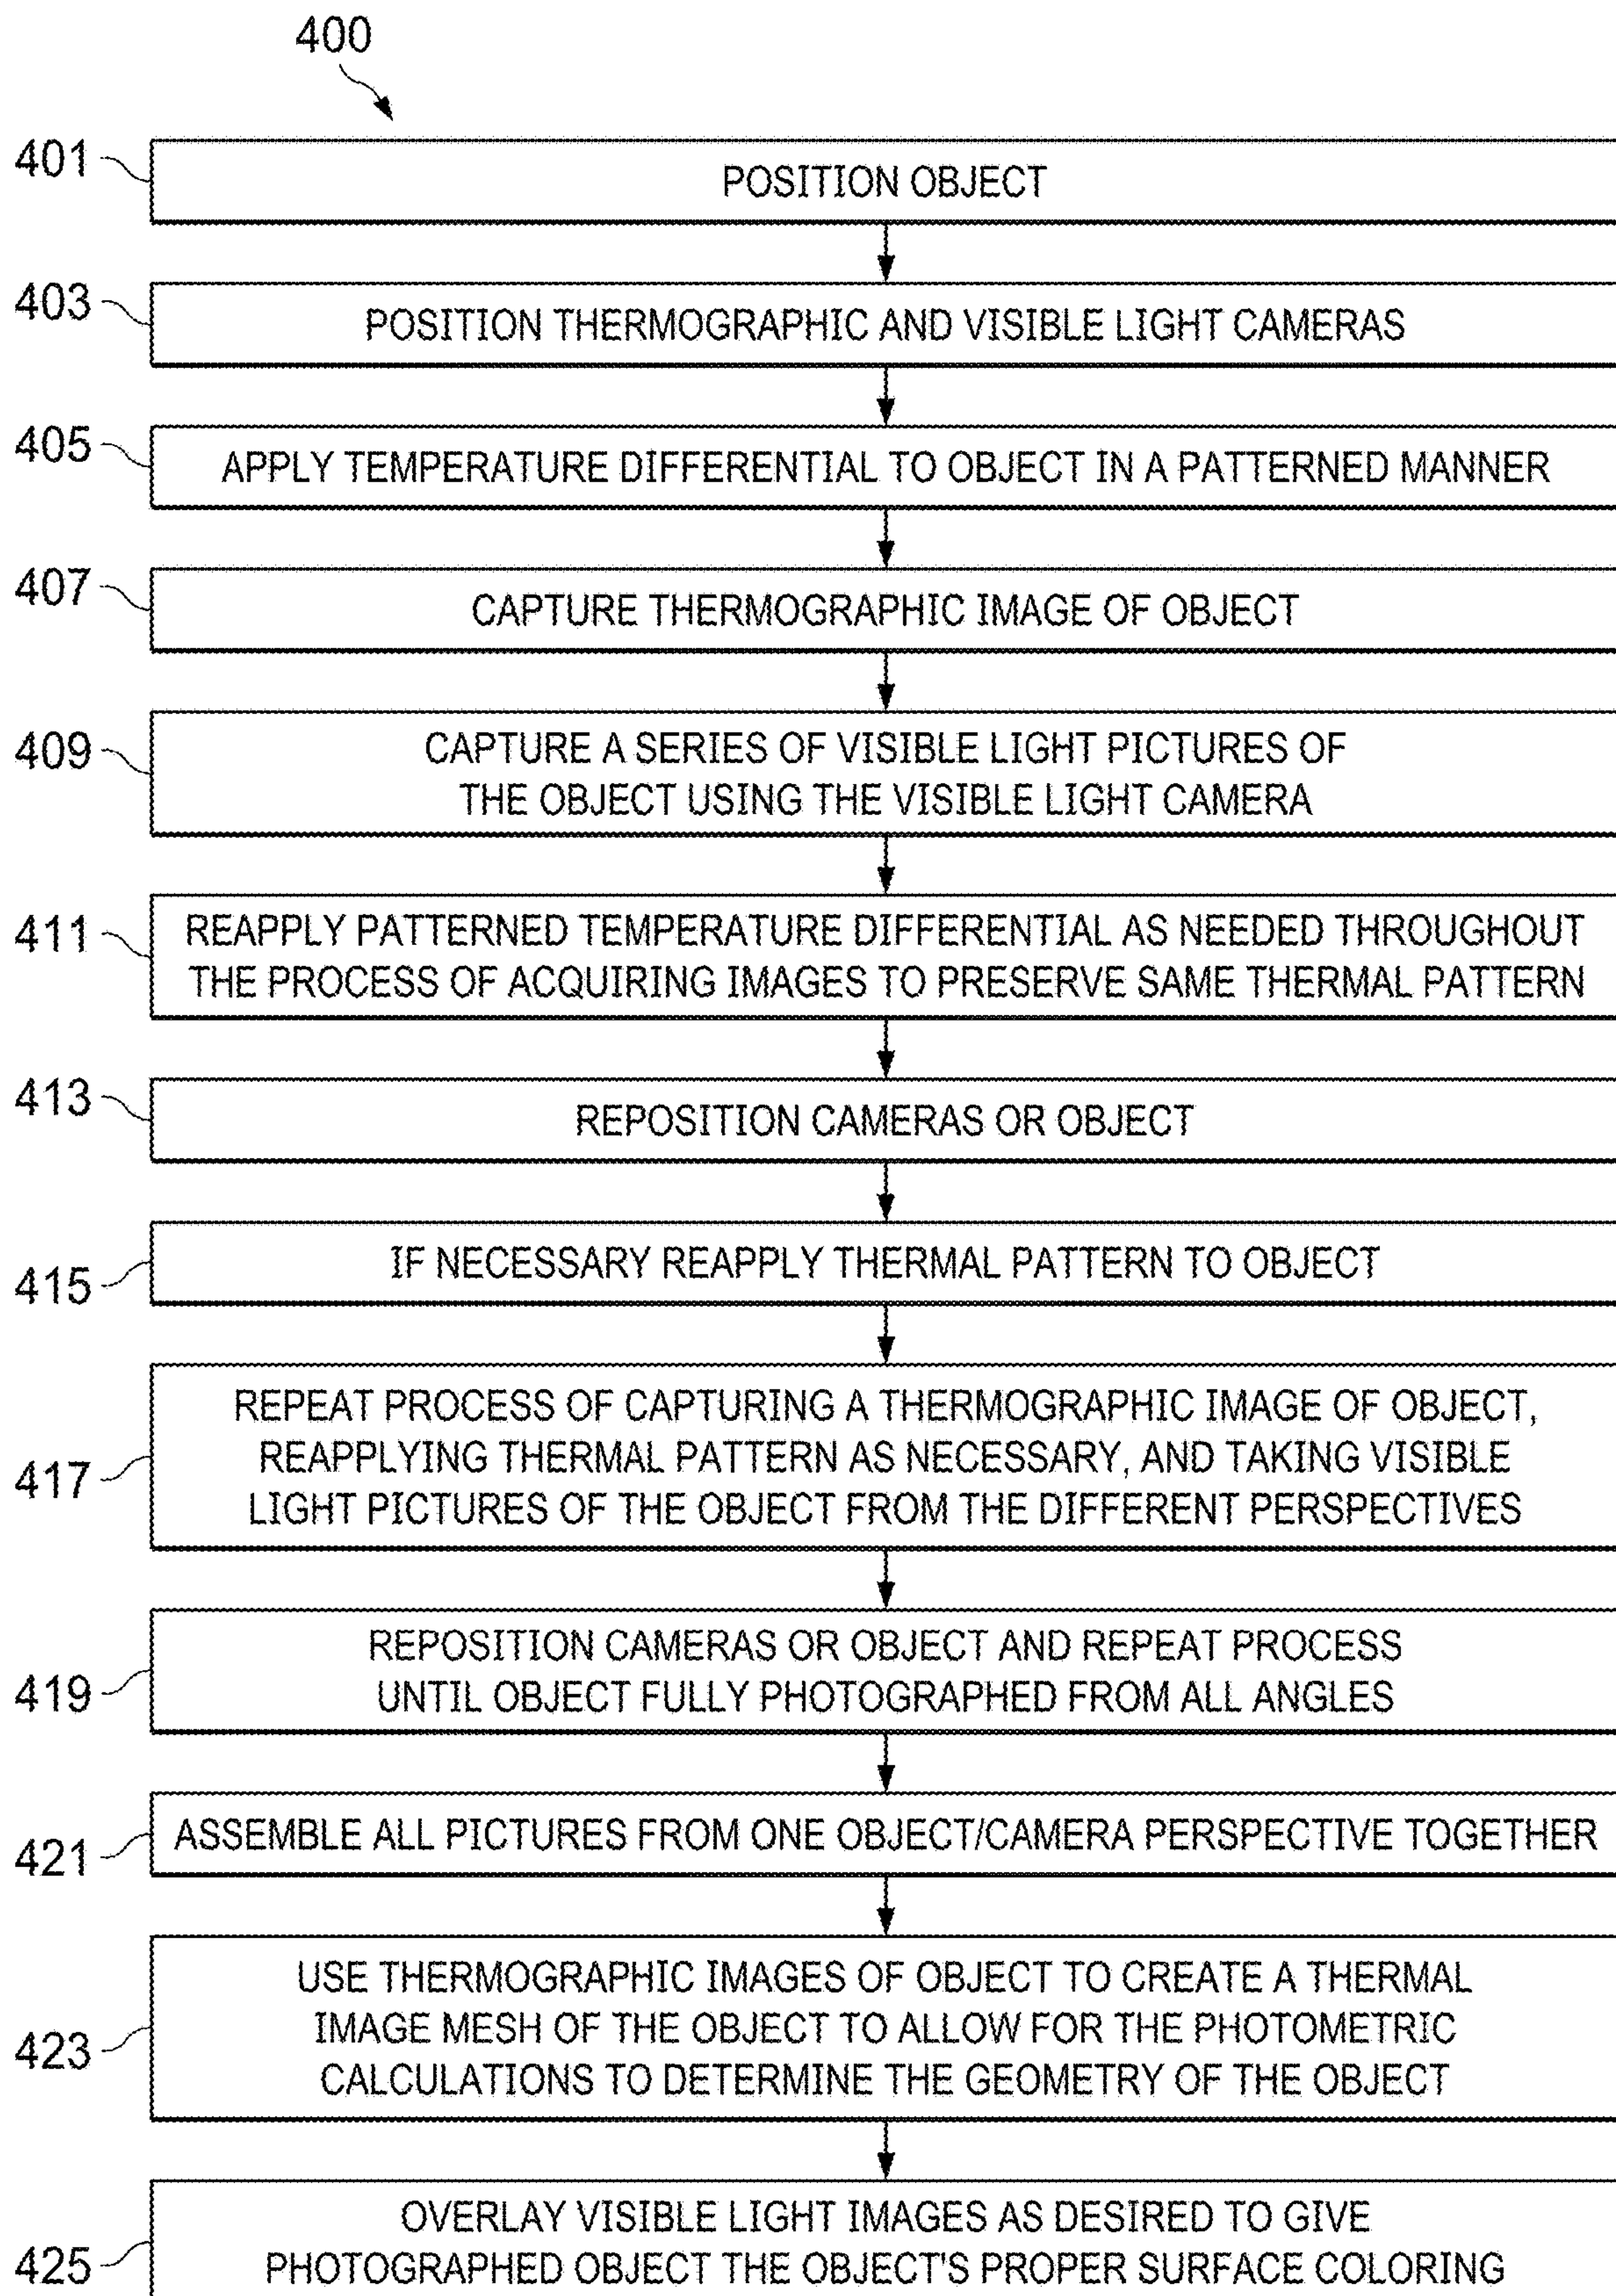 400
401
POSITION OBJECT
403
POSITION THERMOGRAPHIC AND VISIBLE LIGHT CAMERAS
405
APPLY TEMPERATURE DIFFERENTIAL TO OBJECT IN A PATTERNED MANNER
407
CAPTURE THERMOGRAPHIC IMAGE OF OBJECT
409
CAPTURE A SERIES OF VISIBLE LIGHT PICTURES OF
THE OBJECT USING THE VISIBLE LIGHT CAMERA
411
REAPPLY PATTERNED TEMPERATURE DIFFERENTIAL AS NEEDED THROUGHOUT
THE PROCESS OF ACQUIRING IMAGES TO PRESERVE SAME THERMAL PATTERN
413
REPOSITION CAMERAS OR OBJECT
415
IF NECESSARY REAPPLY THERMAL PATTERN TO OBJECT
417
REPEAT PROCESS OF CAPTURING A THERMOGRAPHIC IMAGE OF OBJECT,
REAPPLYING THERMAL PATTERN AS NECESSARY, AND TAKING VISIBLE
LIGHT PICTURES OF THE OBJECT FROM THE DIFFERENT PERSPECTIVES
419
REPOSITION CAMERAS OR OBJECT AND REPEAT PROCESS
UNTIL OBJECT FULLY PHOTOGRAPHED FROM ALL ANGLES
421
ASSEMBLE ALL PICTURES FROM ONE OBJECT/CAMERA PERSPECTIVE TOGETHER
423
USE THERMOGRAPHIC IMAGES OF OBJECT TO CREATE A THERMAL
IMAGE MESH OF THE OBJECT TO ALLOW FOR THE PHOTOMETRIC
CALCULATIONS TO DETERMINE THE GEOMETRY OF THE OBJECT
425
OVERLAY VISIBLE LIGHT IMAGES AS DESIRED TO GIVE
PHOTOGRAPHED OBJECT THE OBJECT'S PROPER SURFACE COLORING